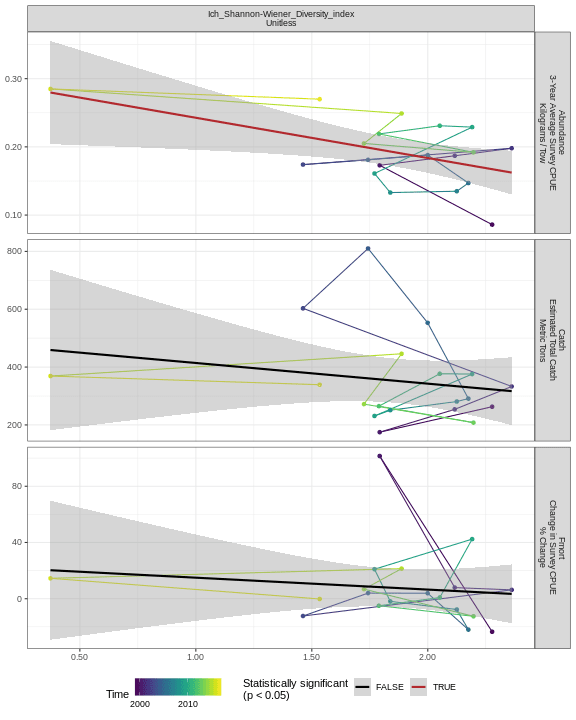 Ich_Shannon-Wiener_Diversity_index
Unitless
0.30
0.20
0.10
Abundance
3-Year Average Survey CPUE
Kilograms / Tow
800
600
400
200
Catch
Estimated Total Catch
Metric Tons
80
40
0
Fmort
Change in Survey CPUE
% Change
0.50
1.00
1.50
2.00
Time
2000
2010
Statistically significant
(p < 0.05)
FALSE
TRUE